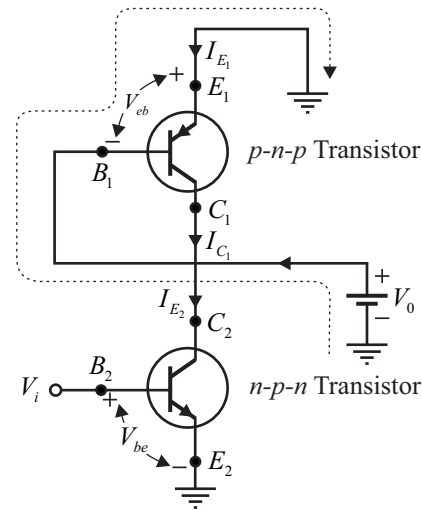 I_{E_1}
+
E_1
V_{eb}
−
p-n-p Transistor
B_1
C_1
I_{C_1}
+
I_{E_2}
V_0
−
C_2
B_2
n-p-n Transistor
V_i
+
V_{be}
−
E_2